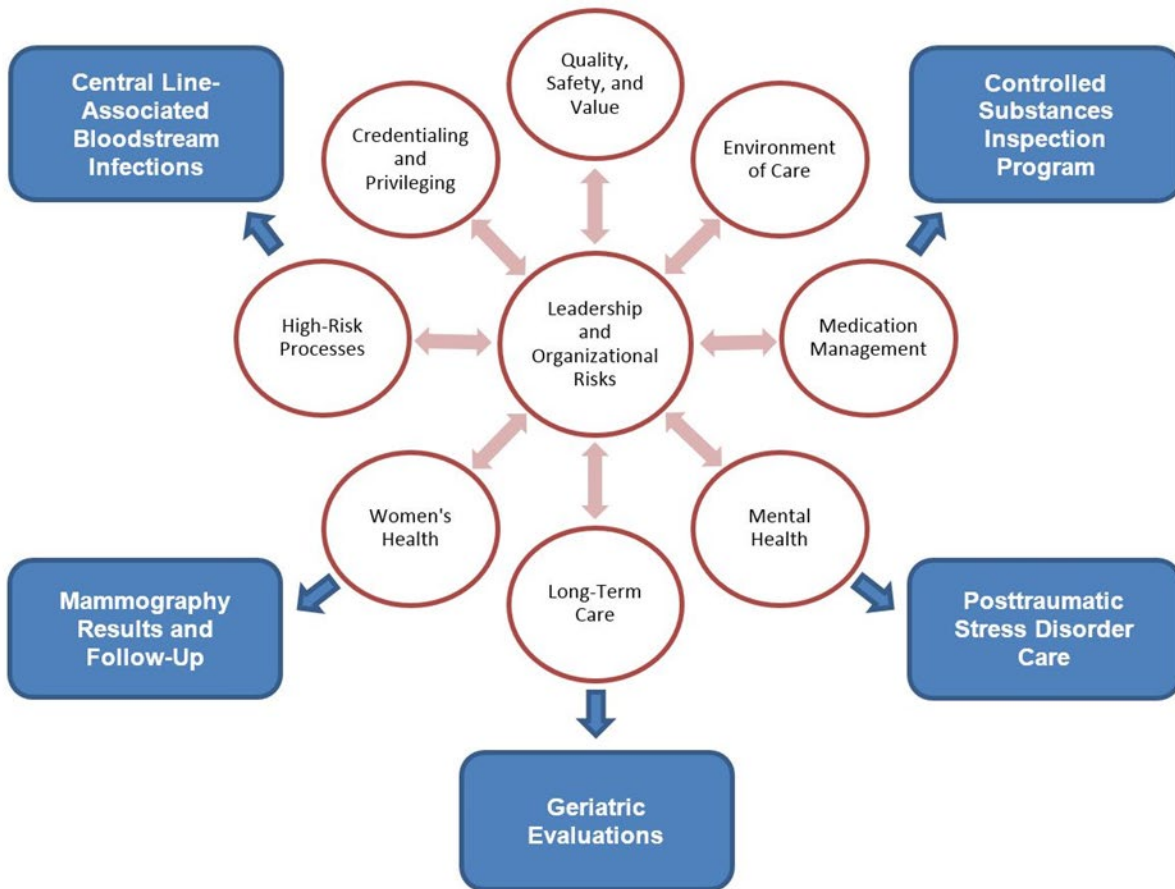 Quality,
Safety, and
Value
Central Line-
Associated
Bloodstream
Infections
Controlled
Substances
Inspection
Program
Credentialing
and
Privileging
Environment
of Care
High-Risk
Processes
Leadership
and
Organizational
Risks
Medication
Management
Women's
Health
Mental
Health
Long-Term
Care
Mammography
Results and
Follow-Up
Posttraumatic
Stress Disorder
Care
Geriatric
Evaluations